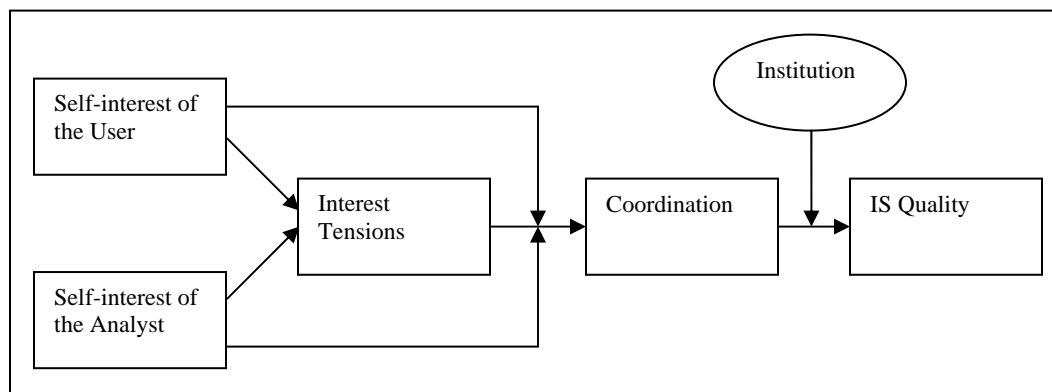 Institution
Self-interest of
the User
Interest
Tensions
Coordination
IS Quality
Self-interest of
the Analyst